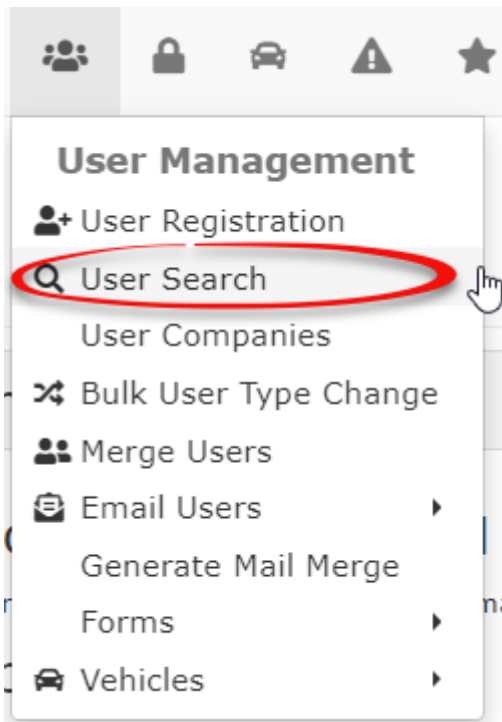 User Management
User Registration
User Search
User Companies
Bulk User Type Change
Merge Users
Email Users
Generate Mail Merge
Forms
Vehicles